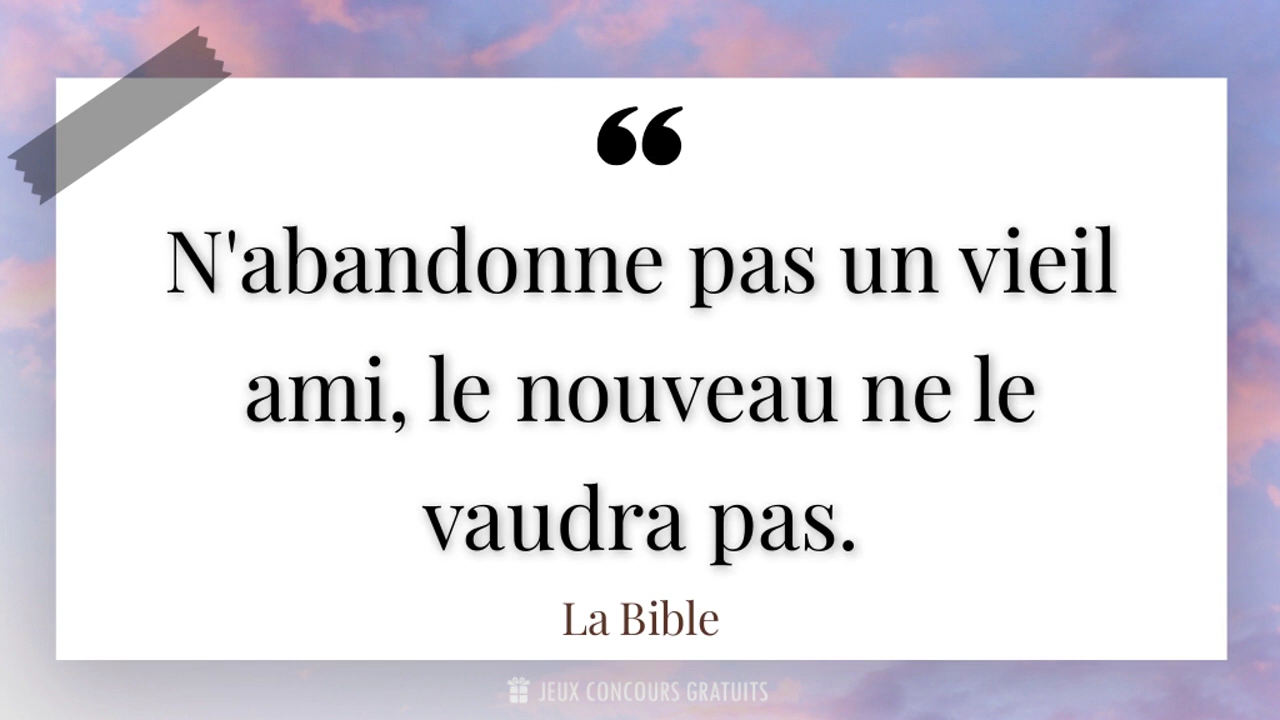 “
N'abandonne pas un vieil
ami, le nouveau ne le
vaudra pas.
La Bible
JEUX CONCOURS GRATUITS